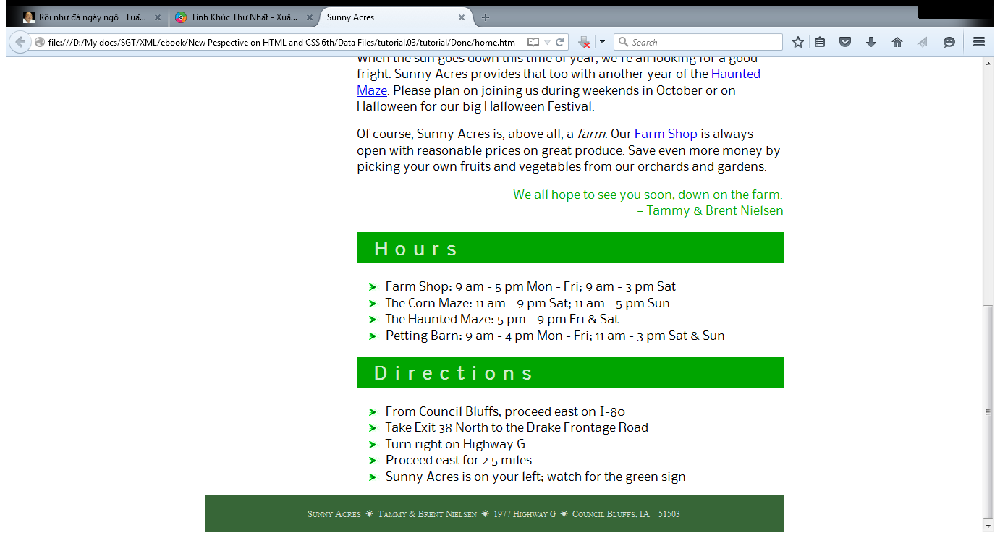 Rồi như đá ngây ngô | Tuấ...
Tình Khúc Thứ Nhất - Xuâ...
Sunny Acres
file:///D:/My docs/SGT/XML/ebook/New Pespective on HTML and CSS 6th/Data Files/tutorial.03/tutorial/Done/home.htm
Search
When the sun goes down this time of year, we're all looking for a good
fright. Sunny Acres provides that too with another year of the Haunted
Maze. Please plan on joining us during weekends in October or on
Halloween for our big Halloween Festival.
Of course, Sunny Acres is, above all, a farm. Our Farm Shop is always
open with reasonable prices on great produce. Save even more money by
picking your own fruits and vegetables from our orchards and gardens.
We all hope to see you soon, down on the farm.
– Tammy & Brent Nielsen
Hours
Farm Shop: 9 am - 5 pm Mon - Fri; 9 am - 3 pm Sat
The Corn Maze: 11 am - 9 pm Sat; 11 am - 5 pm Sun
The Haunted Maze: 5 pm - 9 pm Fri & Sat
Petting Barn: 9 am - 4 pm Mon - Fri; 11 am - 3 pm Sat & Sun
Directions
From Council Bluffs, proceed east on I-80
Take Exit 38 North to the Drake Frontage Road
Turn right on Highway G
Proceed east for 2.5 miles
Sunny Acres is on your left; watch for the green sign
Sunny Acres ☀ Tammy & Brent Nielsen ☀ 1977 Highway G ☀ Council Bluffs, IA 51503